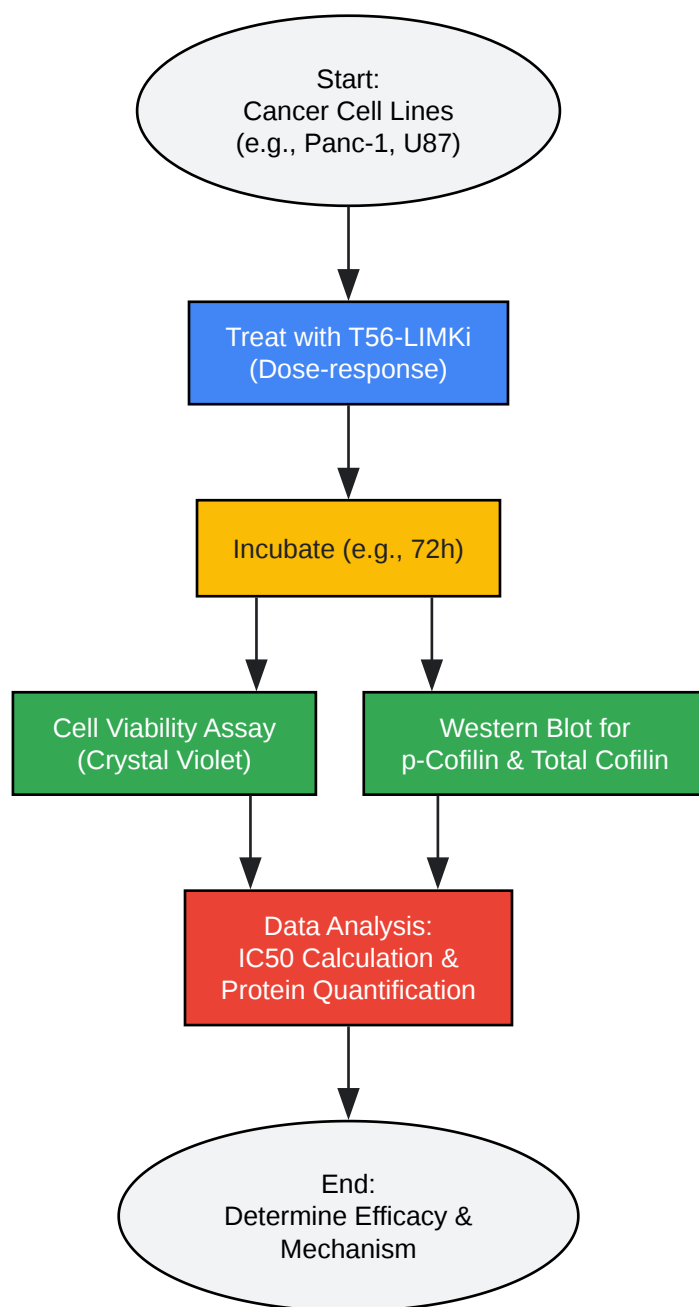 Start:
Cancer Cell Lines
(e.g., Panc-1, U87)
Treat with T56-LIMKi
(Dose-response)
Incubate (e.g., 72h)
Cell Viability Assay
(Crystal Violet)
Western Blot for
p-Cofilin & Total Cofilin
Data Analysis:
IC50 Calculation &
Protein Quantification
End:
Determine Efficacy &
Mechanism